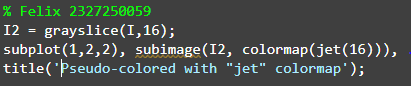 % Felix 2327250059
I2 = grayslice(I,16);
subplot(1,2,2), subimage(I2, colormap(jet(16))),
title('Pseudo-colored with "jet" colormap');